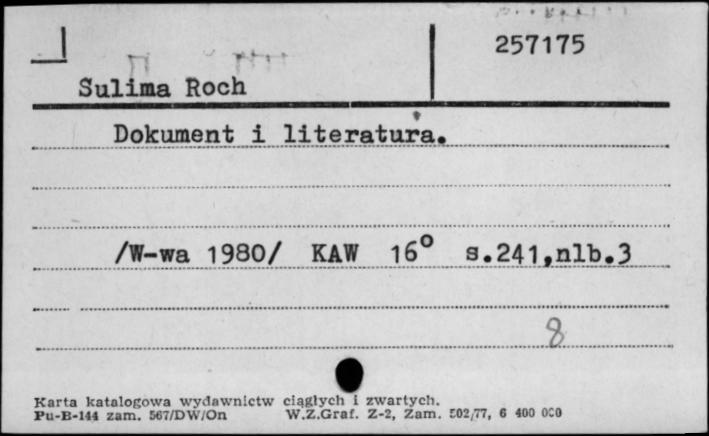 257175
Sulima Roch
Dokument i literatura.
/W-wa 1980/ KAW 16° s.241,nlb.3
8
Karta katalogowa wydawnictw ciągłych i zwartych.
Pu-B-144 zam. 567/DW/On W.Z.Graf. Z-2, Zam. 502/77, 6 400 000